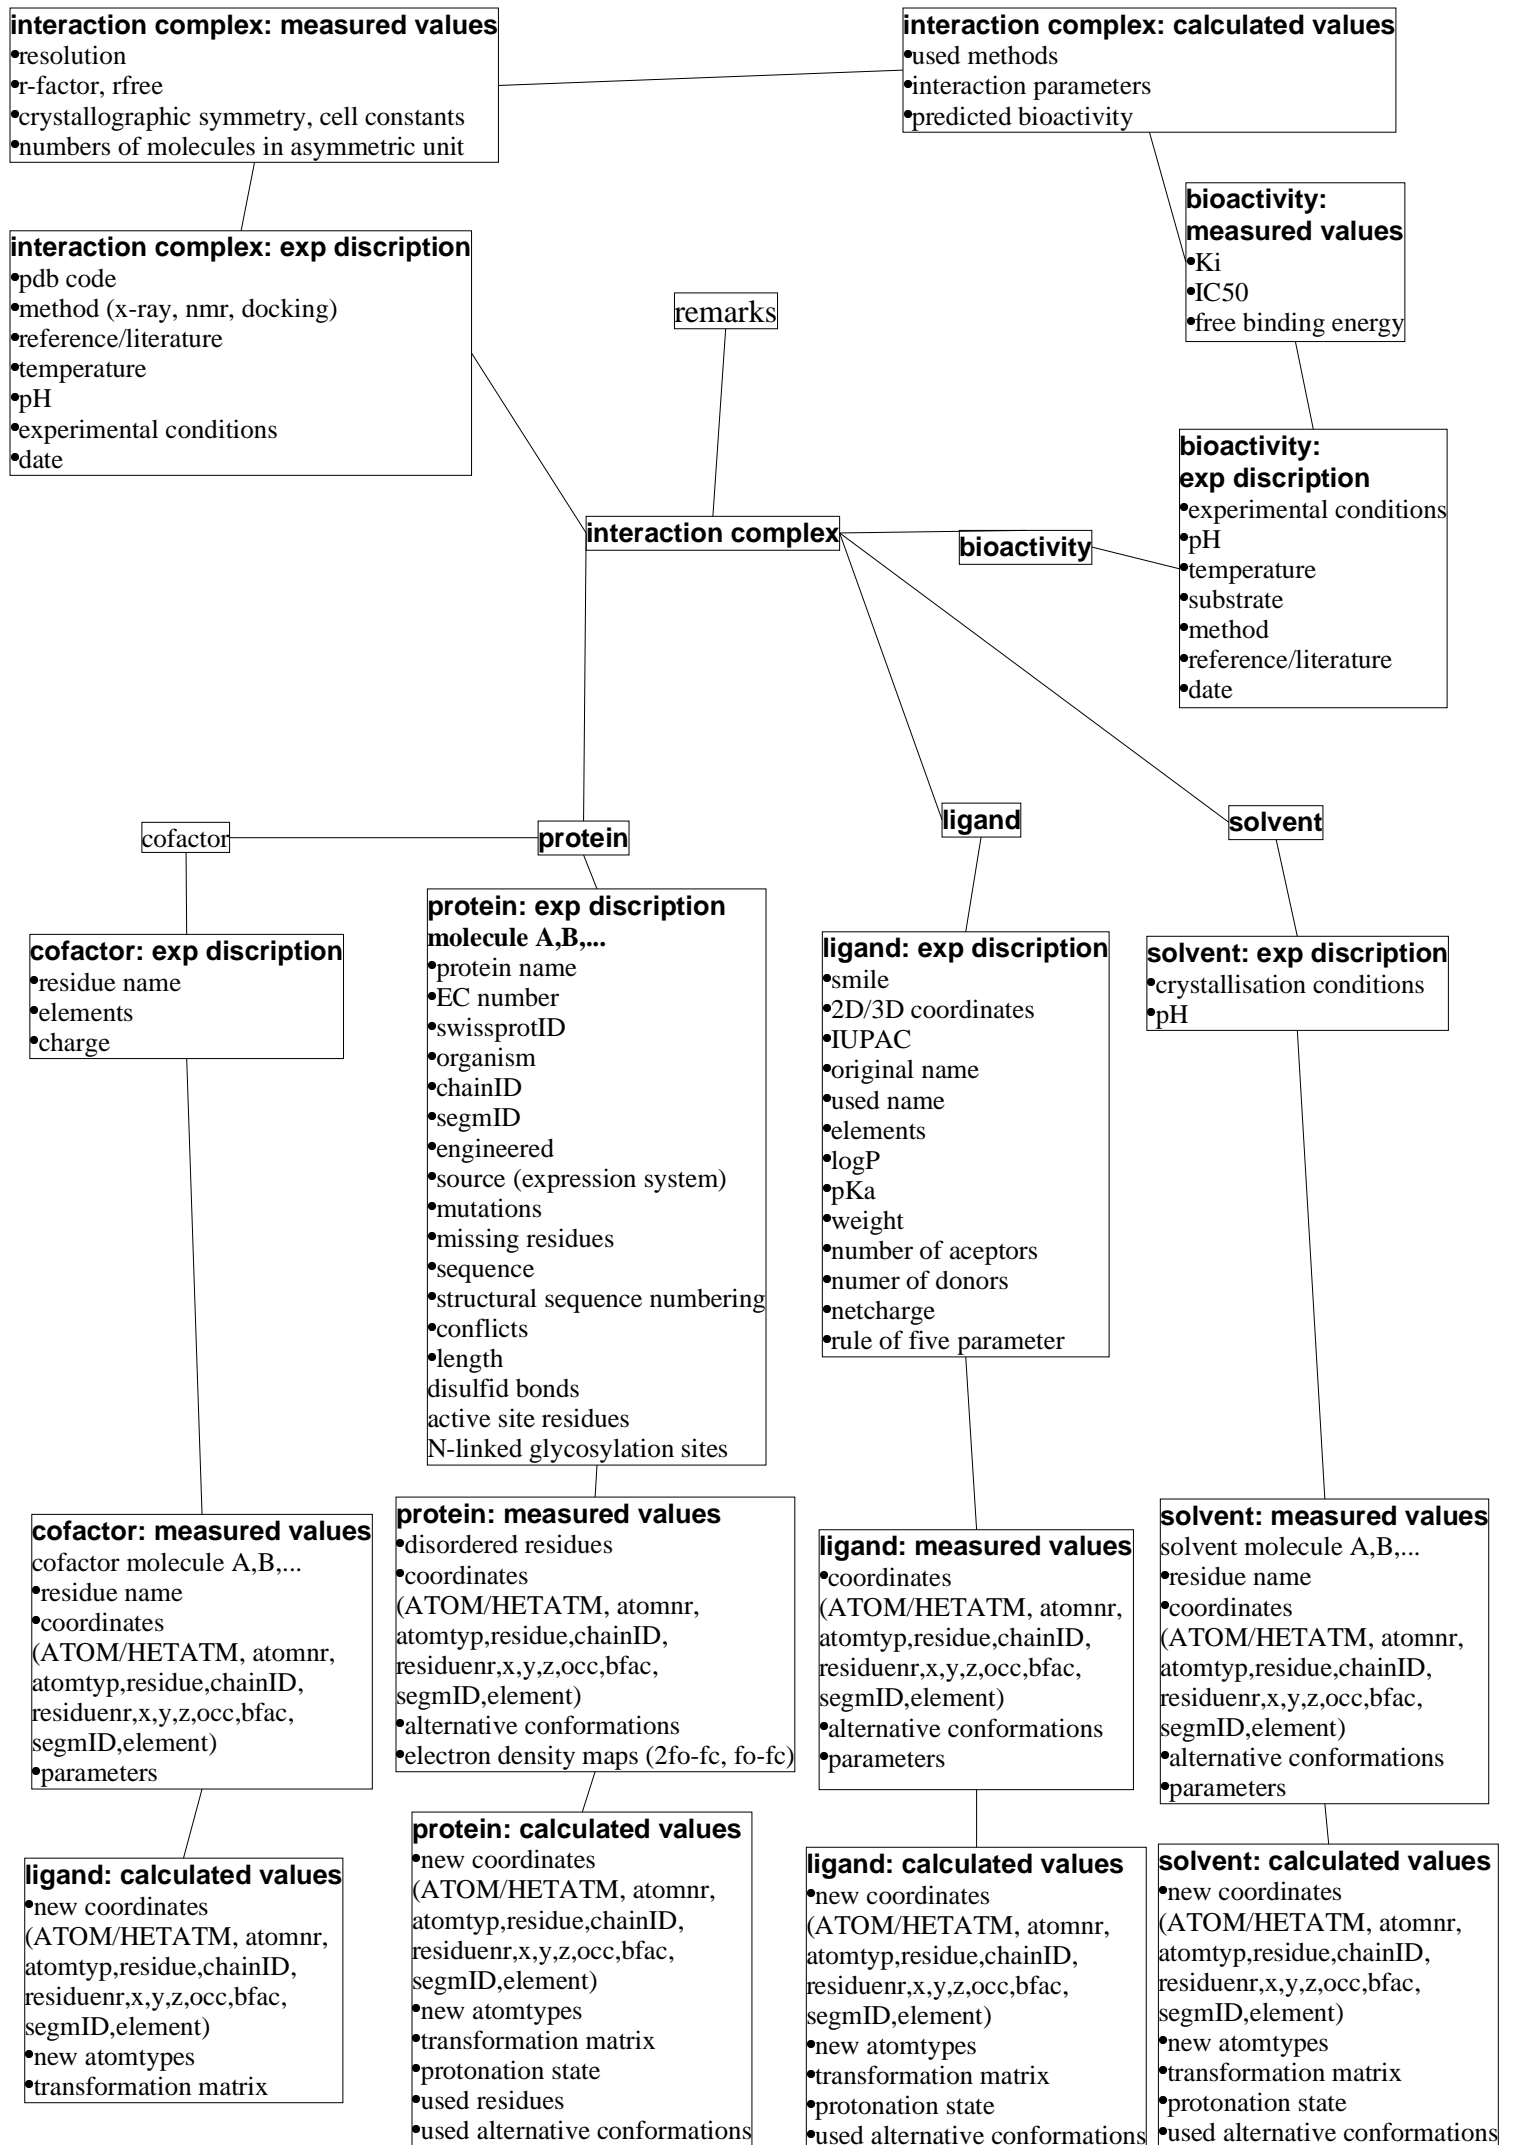 interaction complex: measured values
•resolution
•r-factor, rfree
•crystallographic symmetry, cell constants
•numbers of molecules in asymmetric unit
interaction complex: calculated values
•used methods
•interaction parameters
•predicted bioactivity
bioactivity:
measured values
•Ki
•IC50
•free binding energy
interaction complex: exp discription
•pdb code
•method (x-ray, nmr, docking)
•reference/literature
•temperature
•pH
•experimental conditions
•date
remarks
bioactivity:
exp discription
•experimental conditions
•pH
•temperature
•substrate
•method
•reference/literature
•date
interaction complex
bioactivity
cofactor
protein
ligand
solvent
cofactor: exp discription
•residue name
•elements
•charge
protein: exp discription
molecule A,B,...
•protein name
•EC number
•swissprotID
•organism
•chainID
•segmID
•engineered
•source (expression system)
•mutations
•missing residues
•sequence
•structural sequence numbering
•conflicts
•length
disulfid bonds
active site residues
N-linked glycosylation sites
ligand: exp discription
•smile
•2D/3D coordinates
•IUPAC
•original name
•used name
•elements
•logP
•pKa
•weight
•number of aceptors
•numer of donors
•netcharge
•rule of five parameter
solvent: exp discription
•crystallisation conditions
•pH
cofactor: measured values
cofactor molecule A,B,...
•residue name
•coordinates
(ATOM/HETATM, atomnr,
atomtyp,residue,chainID,
residuenr,x,y,z,occ,bfac,
segmID,element)
•parameters
protein: measured values
•disordered residues
•coordinates
(ATOM/HETATM, atomnr,
atomtyp,residue,chainID,
residuenr,x,y,z,occ,bfac,
segmID,element)
•alternative conformations
•electron density maps (2fo-fc, fo-fc)
ligand: measured values
•coordinates
(ATOM/HETATM, atomnr,
atomtyp,residue,chainID,
residuenr,x,y,z,occ,bfac,
segmID,element)
•alternative conformations
•parameters
solvent: measured values
solvent molecule A,B,...
•residue name
•coordinates
(ATOM/HETATM, atomnr,
atomtyp,residue,chainID,
residuenr,x,y,z,occ,bfac,
segmID,element)
•alternative conformations
•parameters
ligand: calculated values
•new coordinates
(ATOM/HETATM, atomnr,
atomtyp,residue,chainID,
residuenr,x,y,z,occ,bfac,
segmID,element)
•new atomtypes
•transformation matrix
protein: calculated values
•new coordinates
(ATOM/HETATM, atomnr,
atomtyp,residue,chainID,
residuenr,x,y,z,occ,bfac,
segmID,element)
•new atomtypes
•transformation matrix
•protonation state
•used residues
•used alternative conformations
ligand: calculated values
•new coordinates
(ATOM/HETATM, atomnr,
atomtyp,residue,chainID,
residuenr,x,y,z,occ,bfac,
segmID,element)
•new atomtypes
•transformation matrix
•protonation state
•used alternative conformations
solvent: calculated values
•new coordinates
(ATOM/HETATM, atomnr,
atomtyp,residue,chainID,
residuenr,x,y,z,occ,bfac,
segmID,element)
•new atomtypes
•transformation matrix
•protonation state
•used alternative conformations